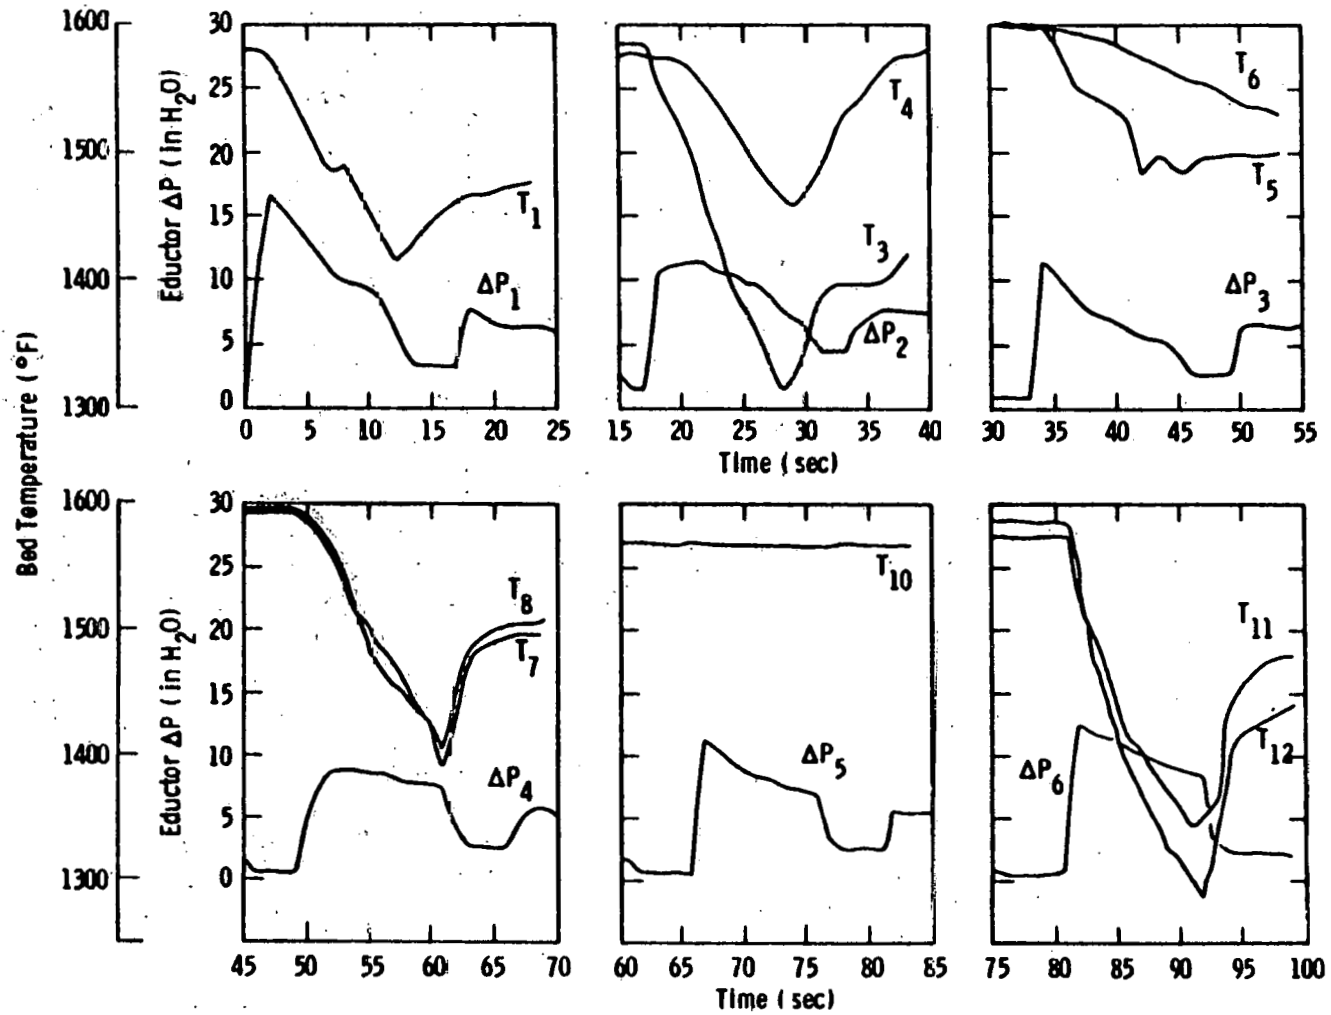 Bed Temperature (°F)
1600
1500
1400
1300
Eductor ΔP (in H2O)
30
25
20
15
10
5
0
T1
ΔP1
0 5 10 15 20 25
T4
T3
ΔP2
15 20 25 30 35 40
Time (sec)
T6
T5
ΔP3
30 35 40 45 50 55
1600
1500
1400
1300
Eductor ΔP (in H2O)
30
25
20
15
10
5
0
T8
T7
ΔP4
45 50 55 60 65 70
T10
ΔP5
60 65 70 75 80 85
Time (sec)
T11
T12
ΔP6
75 80 85 90 95 100